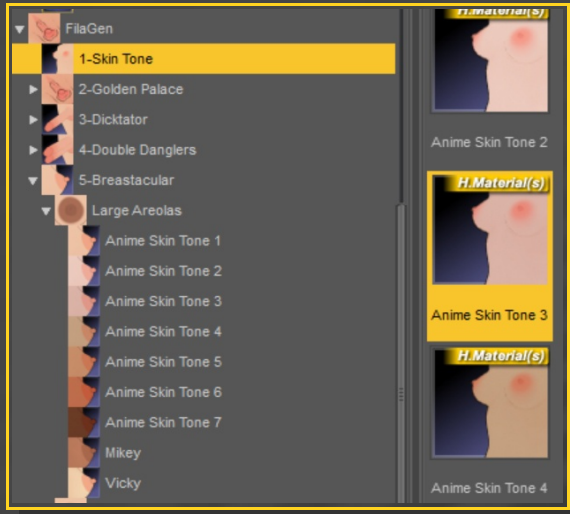 FilaGen
1-Skin Tone
2-Golden Palace
3-Dicktator
4-Double Danglers
5-Breastacular
Large Areolas
Anime Skin Tone 1
Anime Skin Tone 2
Anime Skin Tone 3
Anime Skin Tone 4
Anime Skin Tone 5
Anime Skin Tone 6
Anime Skin Tone 7
Mikey
Vicky
H.Material(s)
Anime Skin Tone 2
H.Material(s)
Anime Skin Tone 3
H.Material(s)
Anime Skin Tone 4